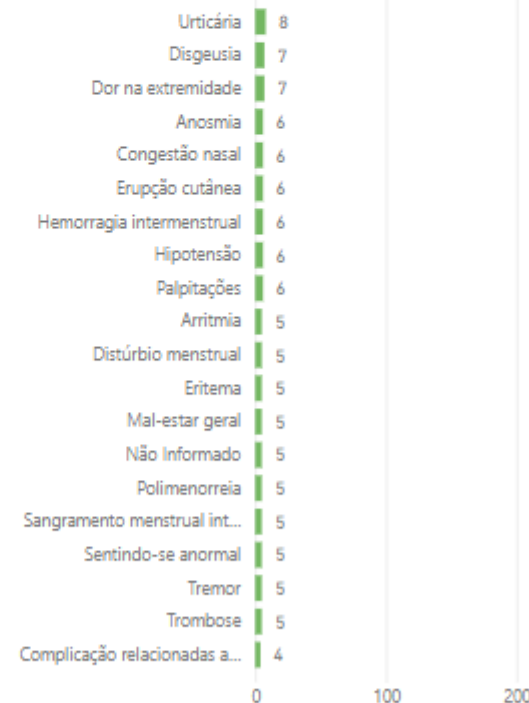 Urticária 8
Disgeusia 7
Dor na extremidade 7
Anosmia 6
Congestão nasal 6
Erupção cutânea 6
Hemorragia intermenstrual 6
Hipotensão 6
Palpitações 6
Arritmia 5
Distúrbio menstrual 5
Eritema 5
Mal-estar geral 5
Não Informado 5
Polimenorreia 5
Sangramento menstrual int... 5
Sentindo-se anormal 5
Tremor 5
Trombose 5
Complicação relacionadas a... 4
0 100 200